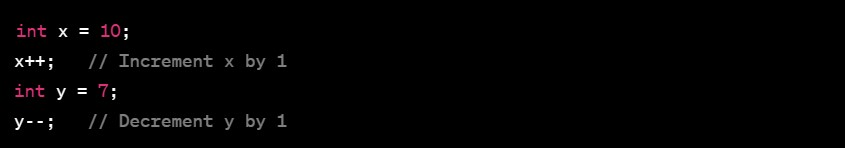 int x = 10;
x++;   // Increment x by 1
int y = 7;
y--;   // Decrement y by 1